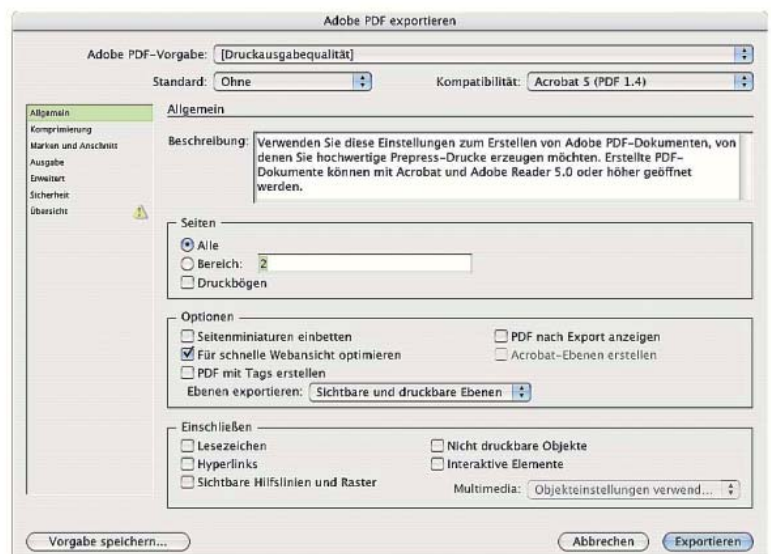 Adobe PDF exportieren
Adobe PDF-Vorgabe: [Druckausgabequalität]
Standard: Ohne Kompatibilität: Acrobat 5 (PDF 1.4)
Allgemein
Komprimierung
Marken und Anschnitt
Ausgabe
Erweitert
Sicherheit
Übersicht
Allgemein
Beschreibung: Verwenden Sie diese Einstellungen zum Erstellen von Adobe PDF-Dokumenten, von
denen Sie hochwertige Prepress-Drucke erzeugen möchten. Erstellte PDF-
Dokumente können mit Acrobat und Adobe Reader 5.0 oder höher geöffnet
werden.
Seiten
Alle
Bereich: 2
Druckbögen
Optionen
Seitenminiaturen einbetten PDF nach Export anzeigen
Für schnelle Webansicht optimieren Acrobat-Ebenen erstellen
PDF mit Tags erstellen
Ebenen exportieren: Sichtbare und druckbare Ebenen
Einschließen
Lesezeichen Nicht druckbare Objekte
Hyperlinks Interaktive Elemente
Sichtbare Hilfslinien und Raster Multimedia: Objekteinstellungen verwend...
Vorgabe speichern... Abbrechen Exportieren